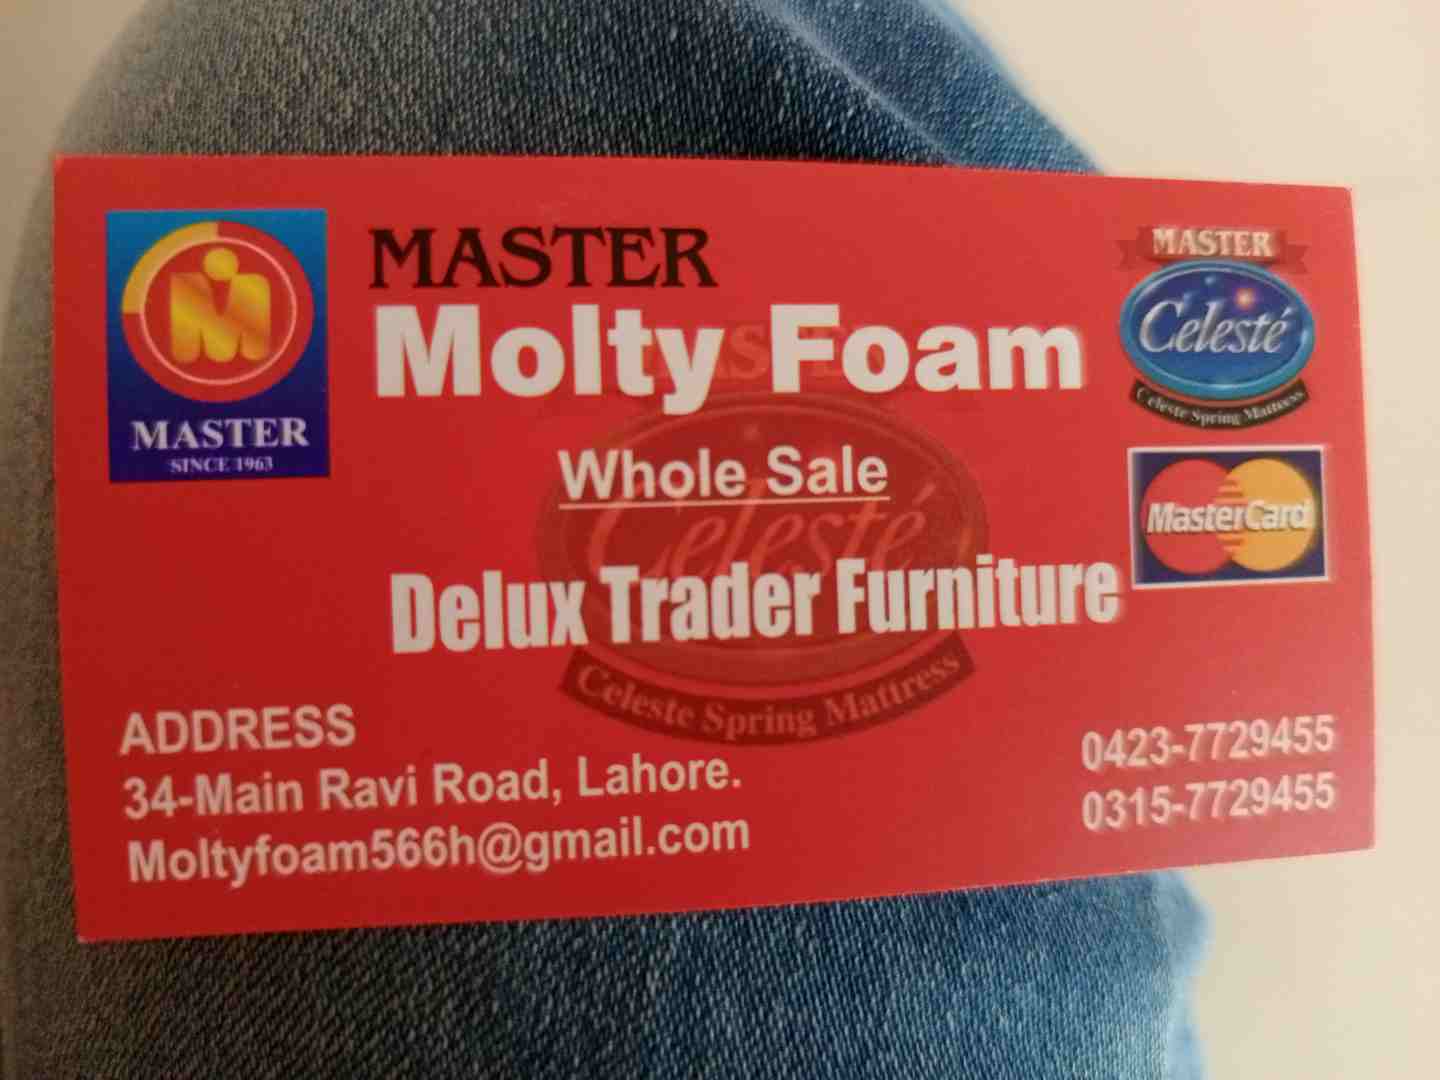 MASTER
SINCE 1963
MASTER
Molty Foam
Whole Sale
Delux Trader Furniture
MASTER
Celesté
Celeste Spring Mattress
MasterCard
Celesté
Celeste Spring Mattress
ADDRESS
34-Main Ravi Road, Lahore.
Moltyfoam566h@gmail.com
0423-7729455
0315-7729455